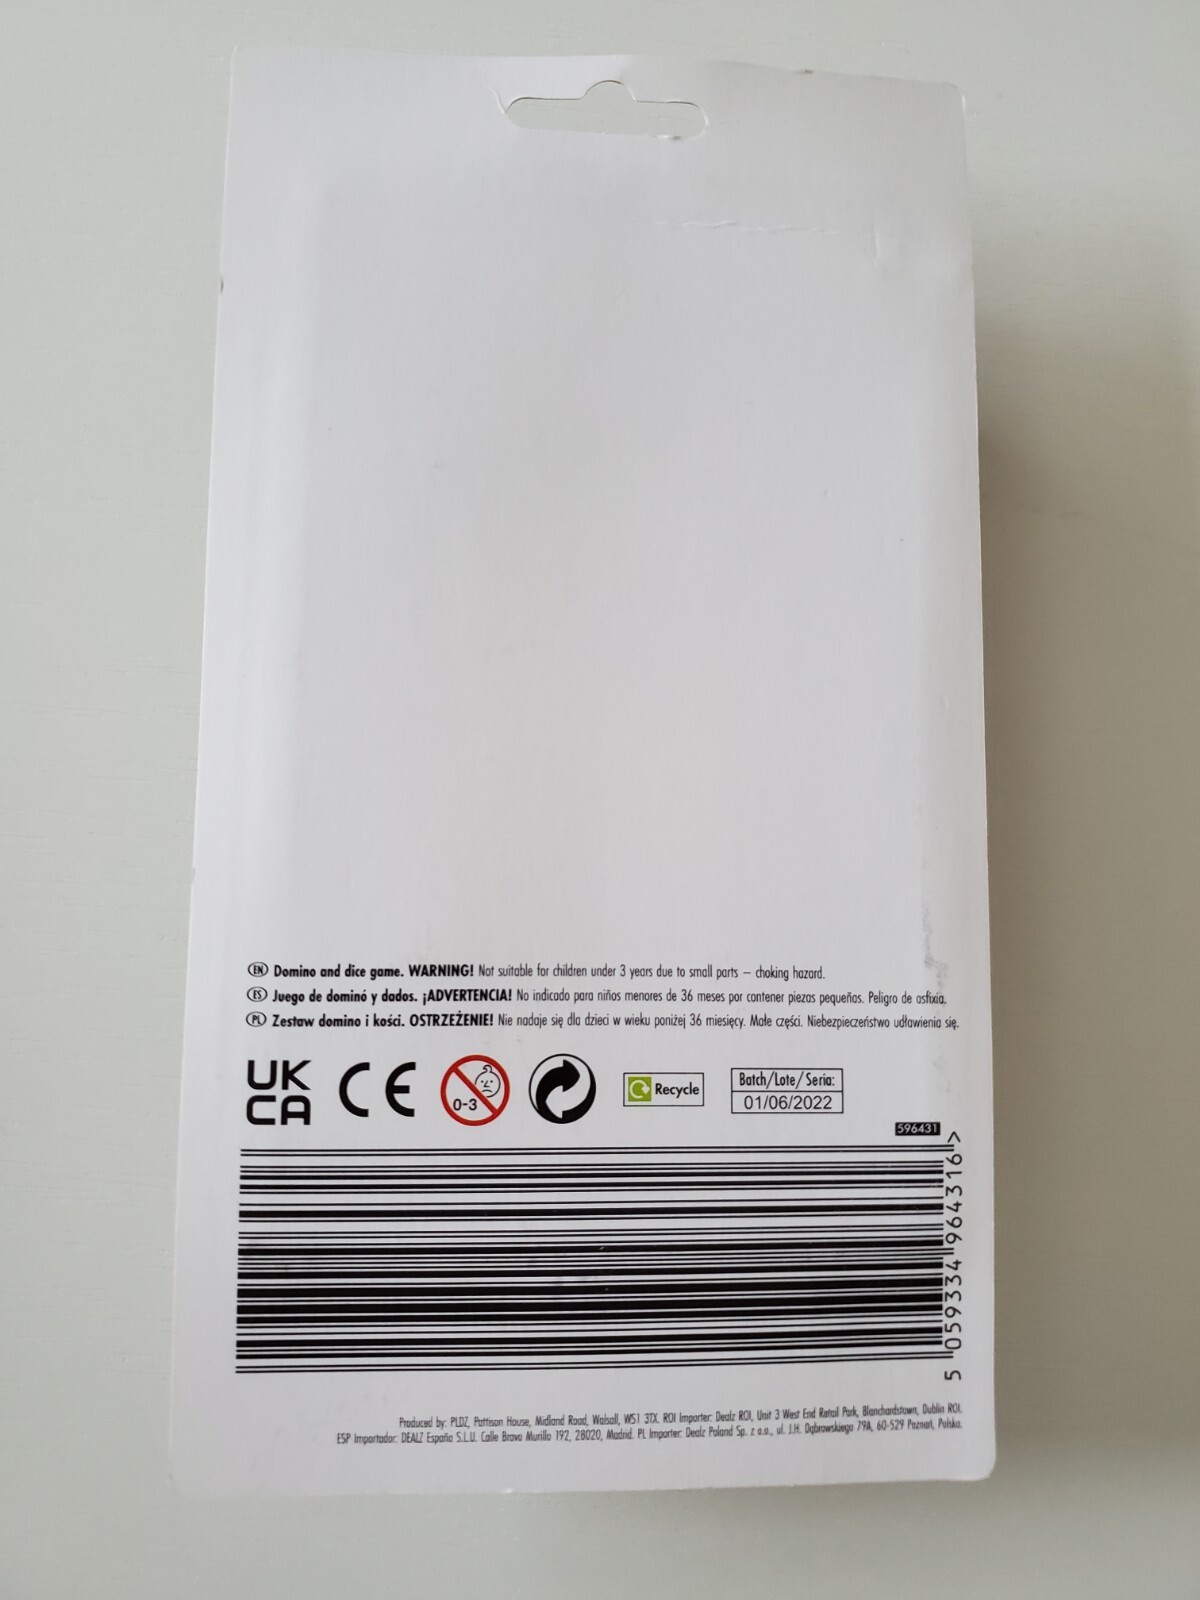 EN Domino and dice game. WARNING! Not suitable for children under 3 years due to small parts – choking hazard.
ES Juego de dominó y dados. ¡ADVERTENCIA! No indicado para niños menores de 36 meses por contener piezas pequeñas. Peligro de asfixia.
PL Zestaw domino i kości. OSTRZEŻENIE! Nie nadaje się dla dzieci w wieku poniżej 36 miesięcy. Małe części. Niebezpieczeństwo udławienia się.
UK
CA
CE
0-3
Recycle
Batch/Lote/Seria:
01/06/2022
596431
5 059334 964316 >
Produced by: PLDZ, Pattison House, Midland Road, Walsall, WS1 3TX. ROI Importer: Dealz ROI, Unit 3 West End Retail Park, Blanchardstown, Dublin ROI.
ESP Importador: DEALZ España S.L.U. Calle Bravo Murillo 192, 28020, Madrid. PL Importer: Dealz Poland Sp. z o.o., ul. J.H. Dąbrowskiego 79A, 60-529 Poznań, Polska.